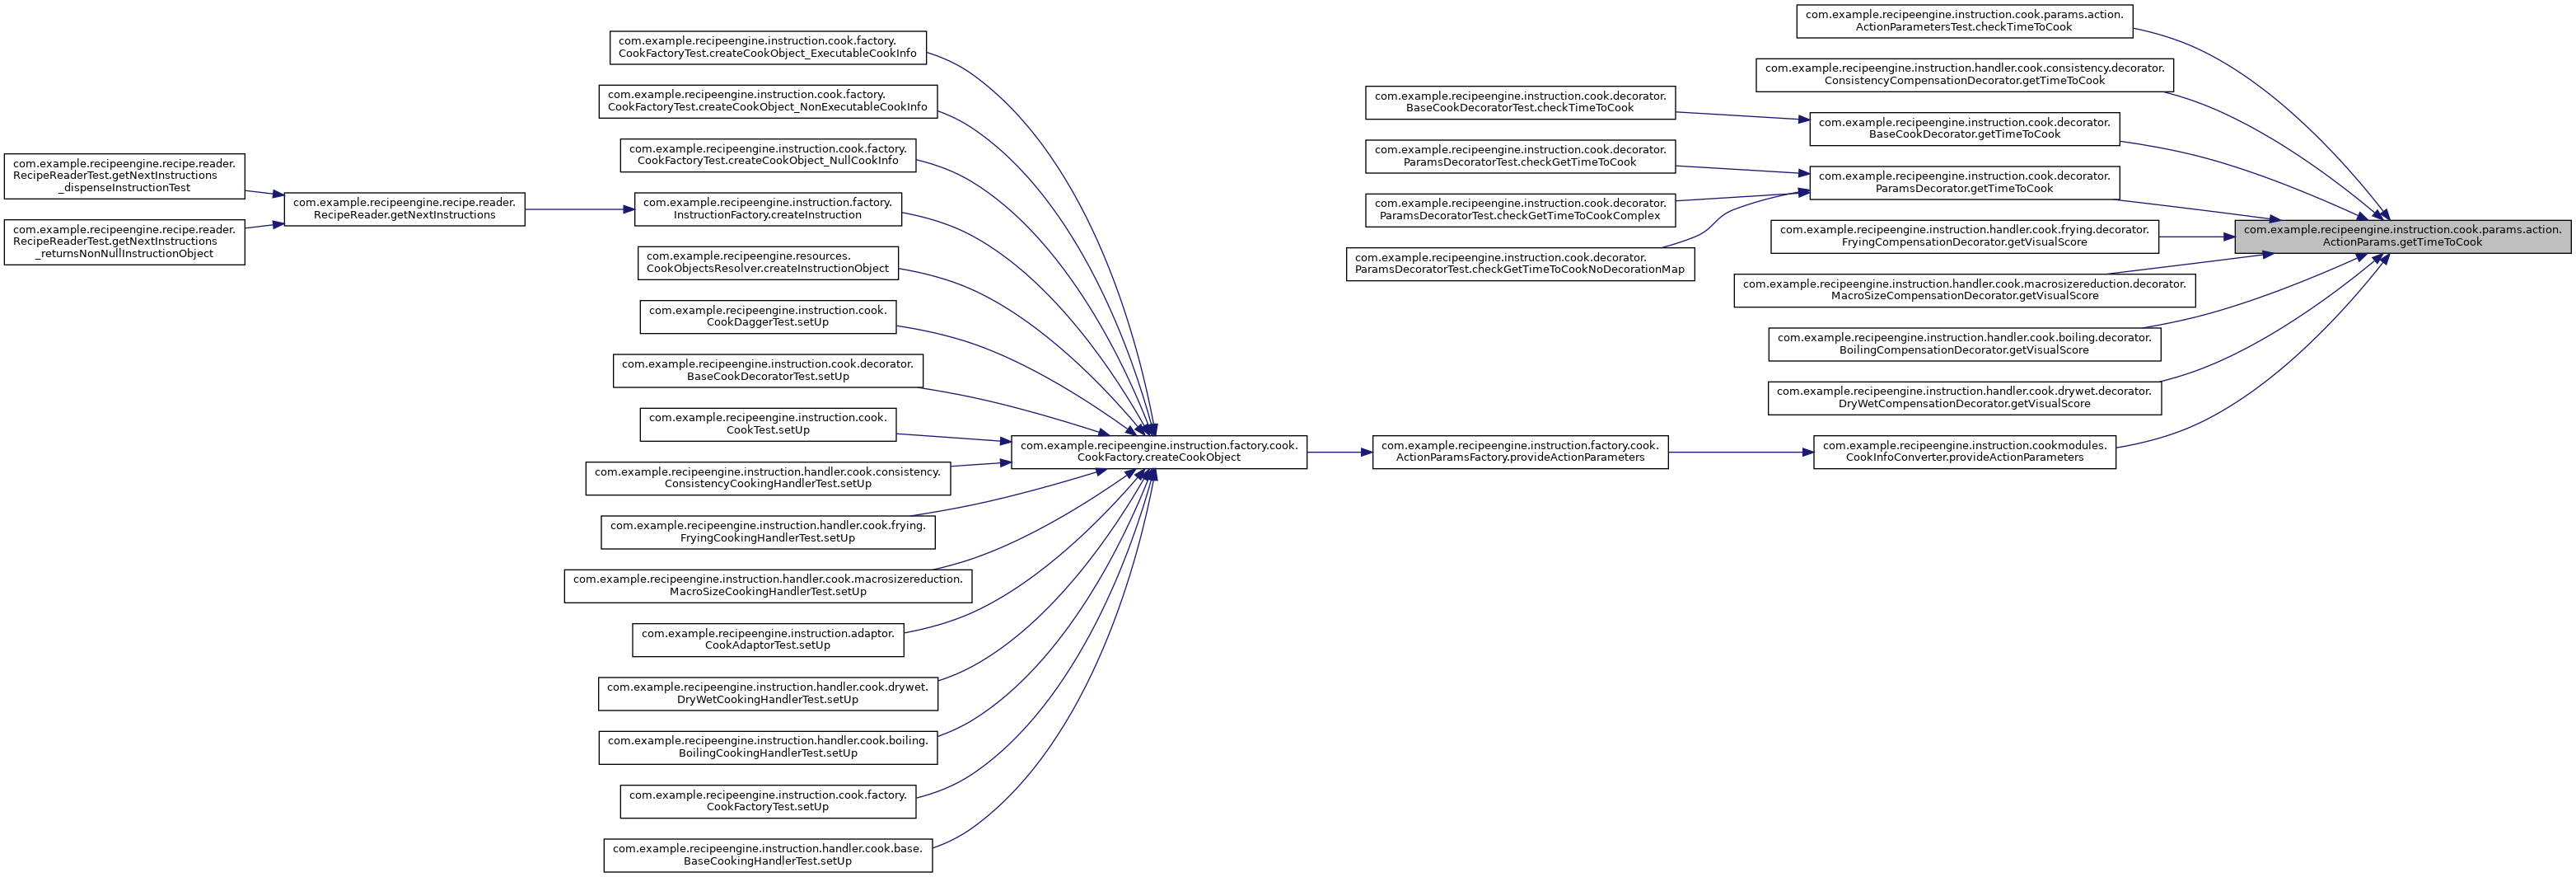 com.example.recipeengine.recipe.reader.
RecipeReaderTest.getNextInstructions
_dispenseInstructionTest
com.example.recipeengine.recipe.reader.
RecipeReaderTest.getNextInstructions
_returnsNonNullInstructionObject
com.example.recipeengine.recipe.reader.
RecipeReader.getNextInstructions
com.example.recipeengine.instruction.cook.factory.
CookFactoryTest.createCookObject_ExecutableCookInfo
com.example.recipeengine.instruction.cook.factory.
CookFactoryTest.createCookObject_NonExecutableCookInfo
com.example.recipeengine.instruction.cook.factory.
CookFactoryTest.createCookObject_NullCookInfo
com.example.recipeengine.instruction.factory.
InstructionFactory.createInstruction
com.example.recipeengine.resources.
CookObjectsResolver.createInstructionObject
com.example.recipeengine.instruction.cook.
CookDaggerTest.setUp
com.example.recipeengine.instruction.cook.decorator.
BaseCookDecoratorTest.setUp
com.example.recipeengine.instruction.cook.
CookTest.setUp
com.example.recipeengine.instruction.handler.cook.consistency.
ConsistencyCookingHandlerTest.setUp
com.example.recipeengine.instruction.handler.cook.frying.
FryingCookingHandlerTest.setUp
com.example.recipeengine.instruction.handler.cook.macrosizereduction.
MacroSizeCookingHandlerTest.setUp
com.example.recipeengine.instruction.adaptor.
CookAdaptorTest.setUp
com.example.recipeengine.instruction.handler.cook.drywet.
DryWetCookingHandlerTest.setUp
com.example.recipeengine.instruction.handler.cook.boiling.
BoilingCookingHandlerTest.setUp
com.example.recipeengine.instruction.cook.factory.
CookFactoryTest.setUp
com.example.recipeengine.instruction.handler.cook.base.
BaseCookingHandlerTest.setUp
com.example.recipeengine.instruction.factory.cook.
CookFactory.createCookObject
com.example.recipeengine.instruction.cook.decorator.
BaseCookDecoratorTest.checkTimeToCook
com.example.recipeengine.instruction.cook.decorator.
ParamsDecoratorTest.checkGetTimeToCook
com.example.recipeengine.instruction.cook.decorator.
ParamsDecoratorTest.checkGetTimeToCookComplex
com.example.recipeengine.instruction.cook.decorator.
ParamsDecoratorTest.checkGetTimeToCookNoDecorationMap
com.example.recipeengine.instruction.factory.cook.
ActionParamsFactory.provideActionParameters
com.example.recipeengine.instruction.cook.params.action.
ActionParametersTest.checkTimeToCook
com.example.recipeengine.instruction.handler.cook.consistency.decorator.
ConsistencyCompensationDecorator.getTimeToCook
com.example.recipeengine.instruction.cook.decorator.
BaseCookDecorator.getTimeToCook
com.example.recipeengine.instruction.cook.decorator.
ParamsDecorator.getTimeToCook
com.example.recipeengine.instruction.handler.cook.frying.decorator.
FryingCompensationDecorator.getVisualScore
com.example.recipeengine.instruction.handler.cook.macrosizereduction.decorator.
MacroSizeCompensationDecorator.getVisualScore
com.example.recipeengine.instruction.handler.cook.boiling.decorator.
BoilingCompensationDecorator.getVisualScore
com.example.recipeengine.instruction.handler.cook.drywet.decorator.
DryWetCompensationDecorator.getVisualScore
com.example.recipeengine.instruction.cookmodules.
CookInfoConverter.provideActionParameters
com.example.recipeengine.instruction.cook.params.action.
ActionParams.getTimeToCook